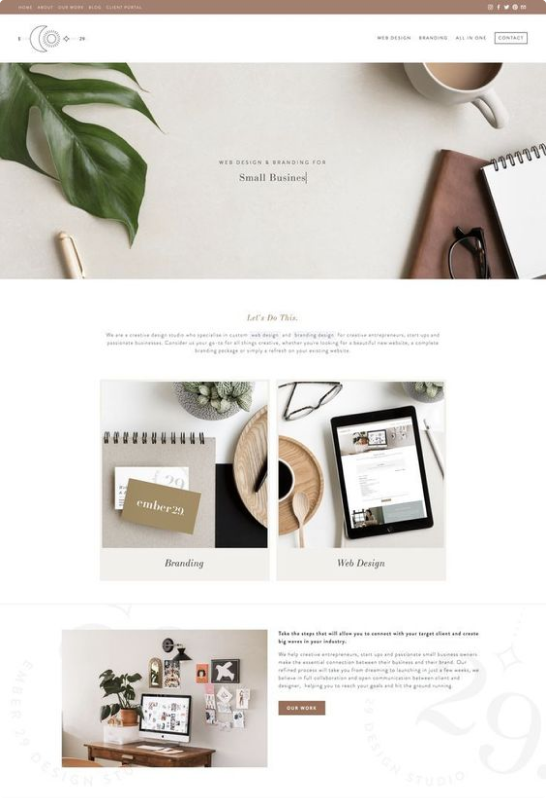 HOME ABOUT OUR WORK BLOG CLIENT PORTAL
5 29 WEB DESIGN BRANDING ALL IN ONE CONTACT
WEB DESIGN & BRANDING FOR
Small Busines
Let's Do This.
We are a creative design studio who specialise in custom web design and branding design for creative entrepreneurs, start ups and
passionate businesses. Consider us your go-to for all things creative, whether you're looking for a beautiful new website, a complete
branding package or simply a refresh on your existing website.
ember29.
Branding
Web Design
Take the steps that will allow you to connect with your target client and create
big waves in your industry.
We help creative entrepreneurs, start ups and passionate small business owners
make the essential connection between their business and their brand. Our
refined process will take you from dreaming to launching in just a few weeks, we
believe in full collaboration and open communication between client and
designer, helping you to reach your goals and hit the ground running.
OUR WORK
EMBER 29 DESIGN STU
29 DESIGN STUDIO
29.